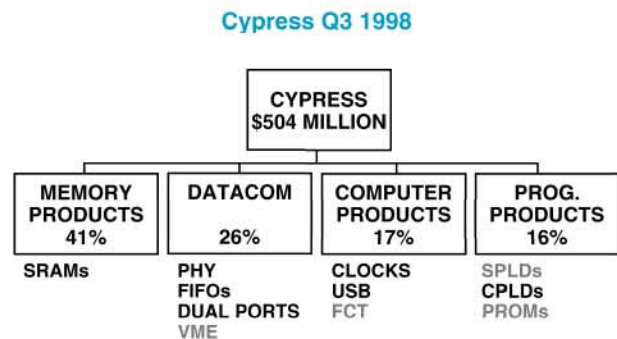 Cypress Q3 1998
CYPRESS
$504 MILLION
MEMORY
PRODUCTS
41%
SRAMs
DATACOM
26%
PHY
FIFOs
DUAL PORTS
VME
COMPUTER
PRODUCTS
17%
CLOCKS
USB
FCT
PROG.
PRODUCTS
16%
SPLDs
CPLDs
PROMs